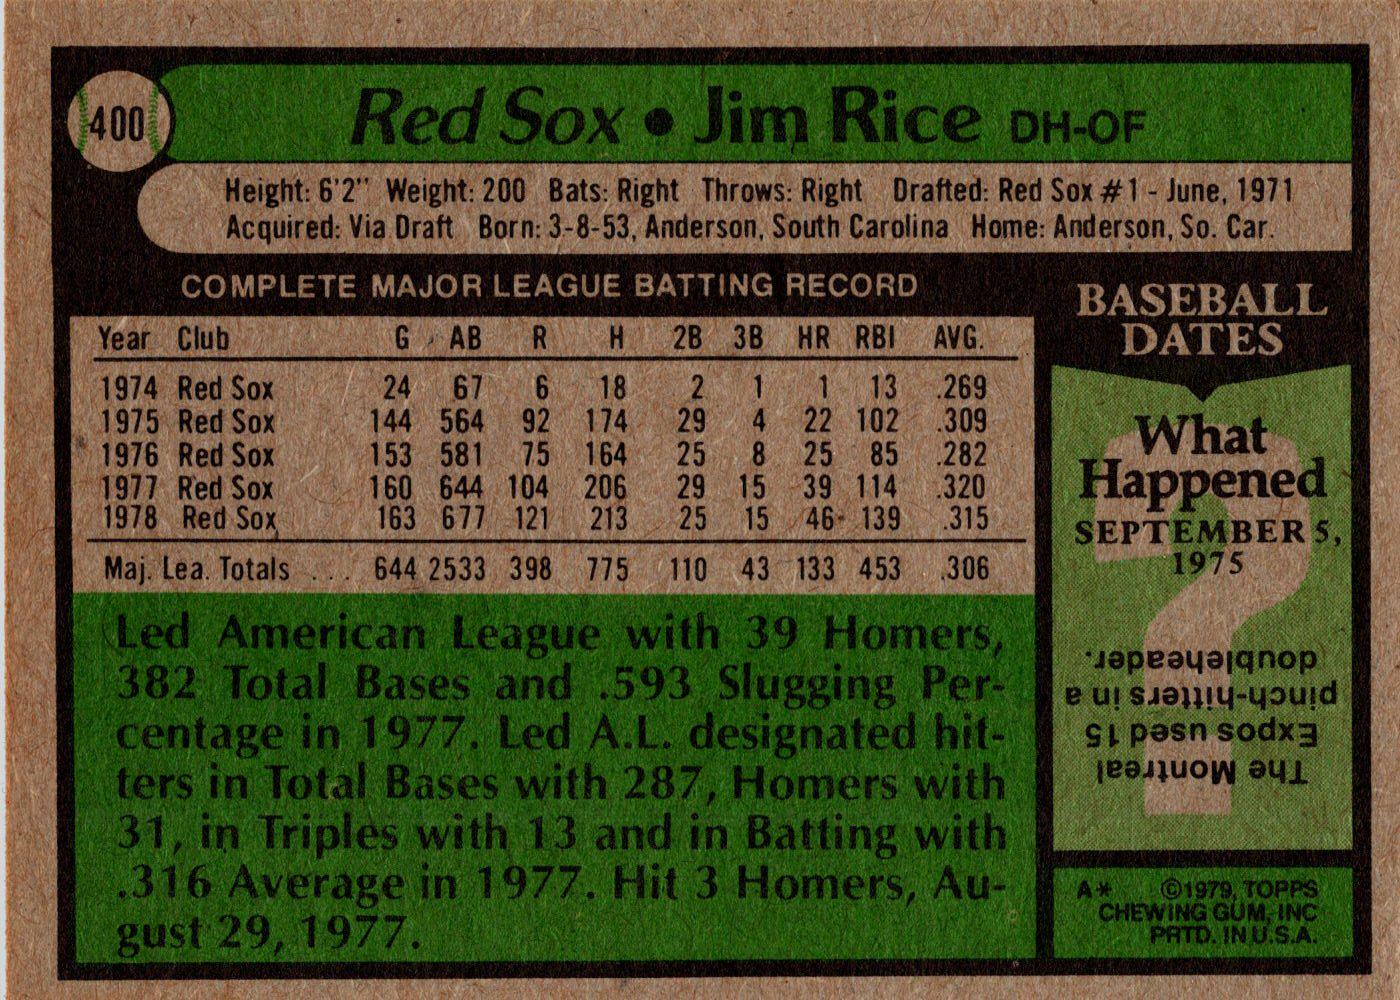 400
Red Sox • Jim Rice DH-OF
Height: 6'2" Weight: 200 Bats: Right Throws: Right Drafted: Red Sox #1 - June, 1971
Acquired: Via Draft Born: 3-8-53, Anderson, South Carolina Home: Anderson, So. Car.
COMPLETE MAJOR LEAGUE BATTING RECORD
Year Club G AB R H 2B 3B HR RBI AVG.
1974 Red Sox 24 67 6 18 2 1 1 13 .269
1975 Red Sox 144 564 92 174 29 4 22 102 .309
1976 Red Sox 153 581 75 164 25 8 25 85 .282
1977 Red Sox 160 644 104 206 29 15 39 114 .320
1978 Red Sox 163 677 121 213 25 15 46 139 .315
Maj. Lea. Totals ... 644 2533 398 775 110 43 133 453 .306
Led American League with 39 Homers,
382 Total Bases and .593 Slugging Per-
centage in 1977. Led A.L. designated hit-
ters in Total Bases with 287, Homers with
31, in Triples with 13 and in Batting with
.316 Average in 1977. Hit 3 Homers, Au-
gust 29, 1977.
BASEBALL
DATES
What
Happened
SEPTEMBER 5,
1975
?
The Montreal
Expos used 15
pinch-hitters in a
doubleheader.
A* ©1979, TOPPS
CHEWING GUM, INC
PRTD. IN U.S.A.